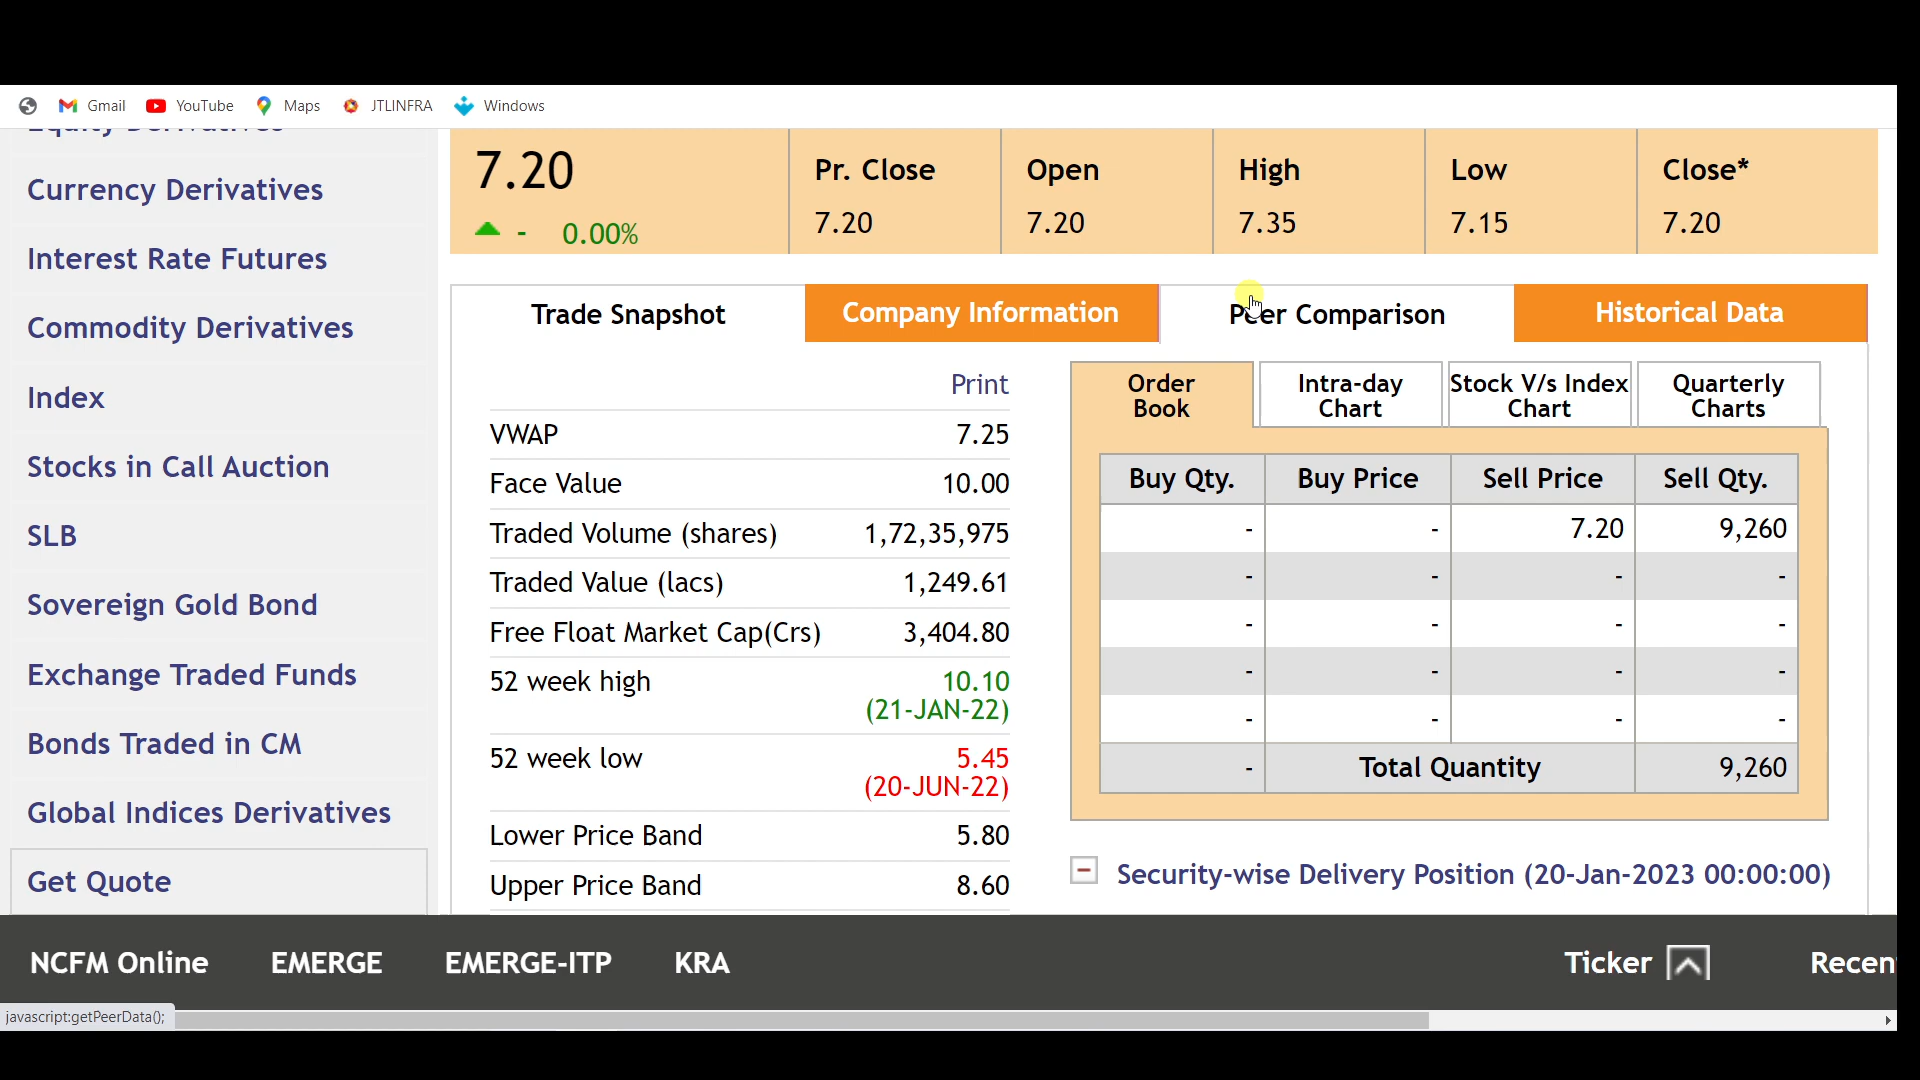 Gmail YouTube Maps JTLINFRA Windows
Equity Derivatives
Currency Derivatives
Interest Rate Futures
Commodity Derivatives
Index
Stocks in Call Auction
SLB
Sovereign Gold Bond
Exchange Traded Funds
Bonds Traded in CM
Global Indices Derivatives
Get Quote
7.20
- 0.00%
Pr. Close Open High Low Close*
7.20 7.20 7.35 7.15 7.20
Trade Snapshot Company Information Peer Comparison Historical Data
Print
VWAP 7.25
Face Value 10.00
Traded Volume (shares) 1,72,35,975
Traded Value (lacs) 1,249.61
Free Float Market Cap(Crs) 3,404.80
52 week high 10.10
(21-JAN-22)
52 week low 5.45
(20-JUN-22)
Lower Price Band 5.80
Upper Price Band 8.60
Order Intra-day Stock V/s Index Quarterly
Book Chart Chart Charts
Buy Qty. Buy Price Sell Price Sell Qty.
- - 7.20 9,260
- - - -
- - - -
- - - -
- - - -
- Total Quantity 9,260
Security-wise Delivery Position (20-Jan-2023 00:00:00)
NCFM Online EMERGE EMERGE-ITP KRA Ticker Recen
javascript:getPeerData();